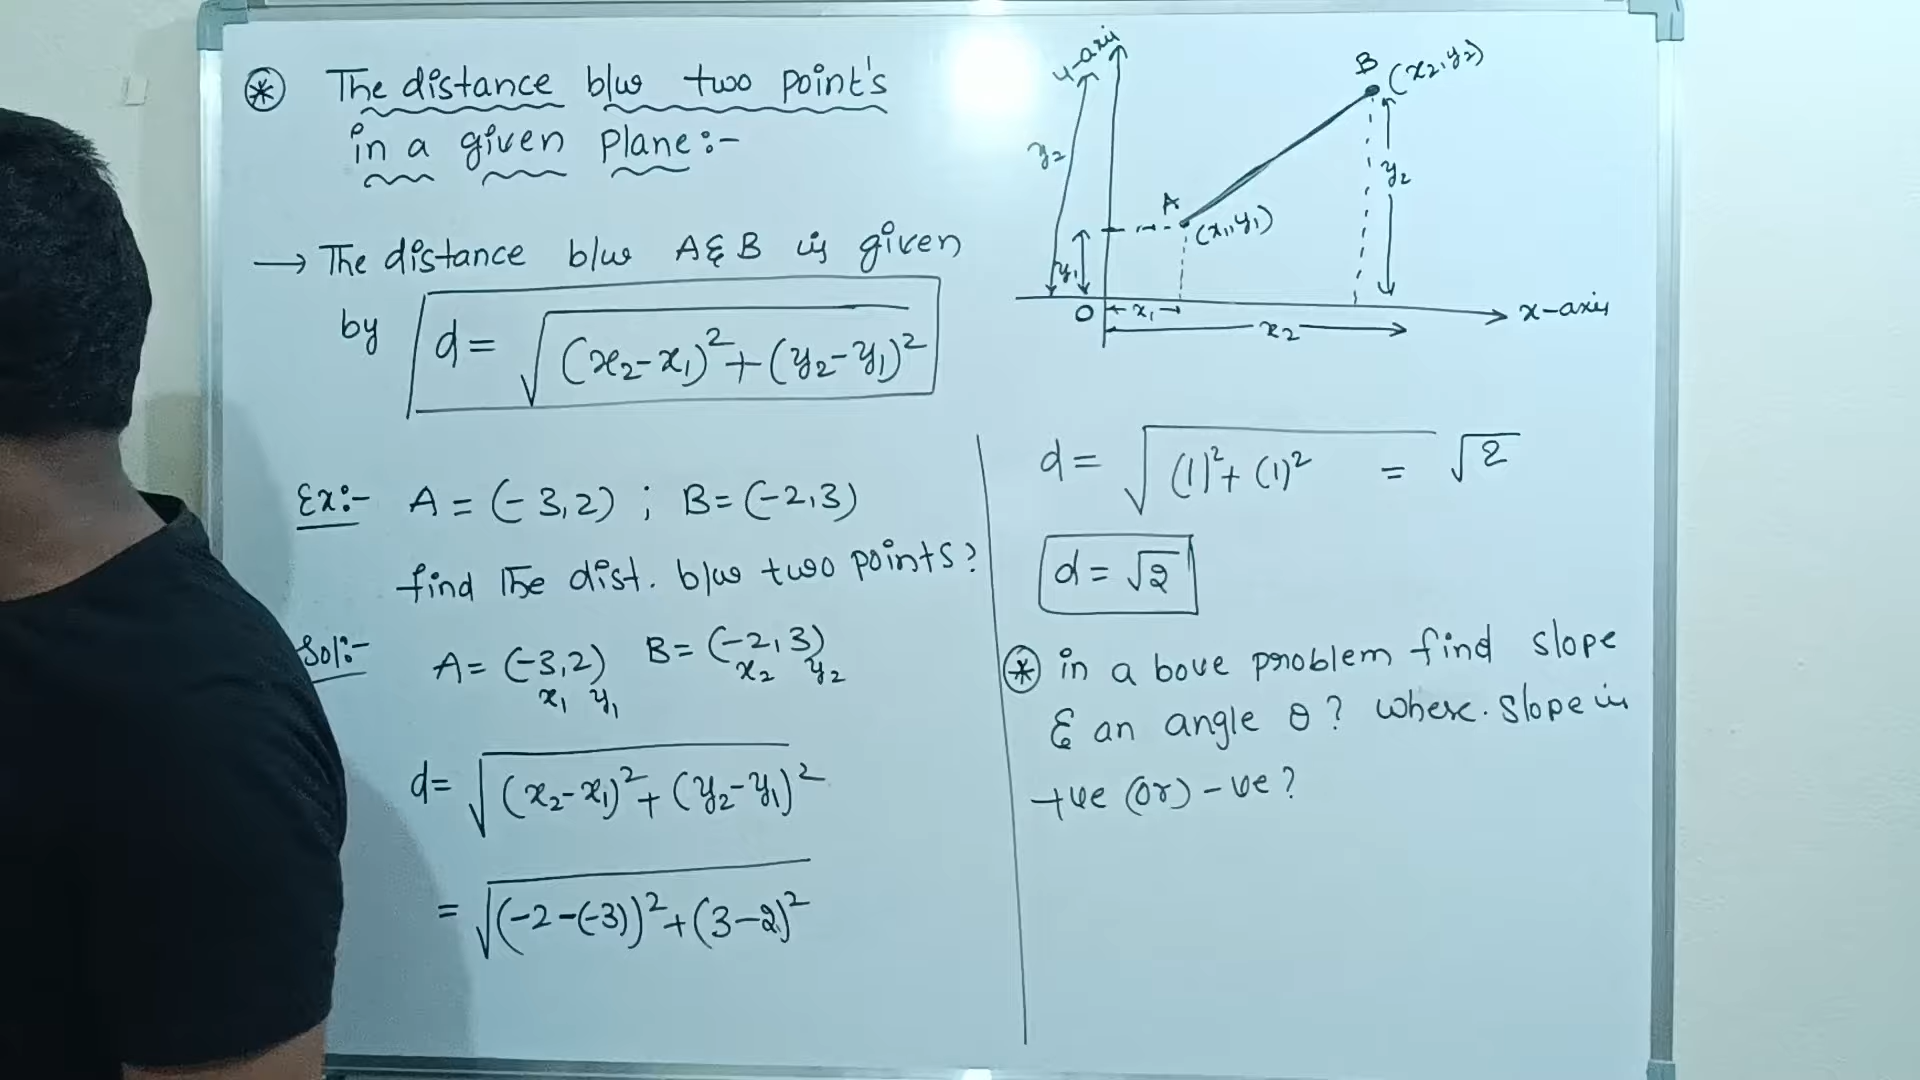 ⊛ The distance b/w two point's
in a given plane:-
→ The distance b/w A & B is given
by d = √(x₂-x₁)²+(y₂-y₁)²
y-axis
B (x₂,y₂)
y₂
y₂
A
(x₁,y₁)
y₁
O
x₁
x₂
x-axis
Ex:- A = (-3,2) ; B = (-2,3)
find The dist. b/w two points?
Sol:- A = (-3,2) B = (-2,3)
x₁ y₁ x₂ y₂
d = √(x₂-x₁)²+(y₂-y₁)²
= √(-2-(-3))²+(3-2)²
d = √(1)²+(1)² = √2
d = √2
⊛ in a bove problem find slope
& an angle θ? where. slope is
+ve (or) -ve?